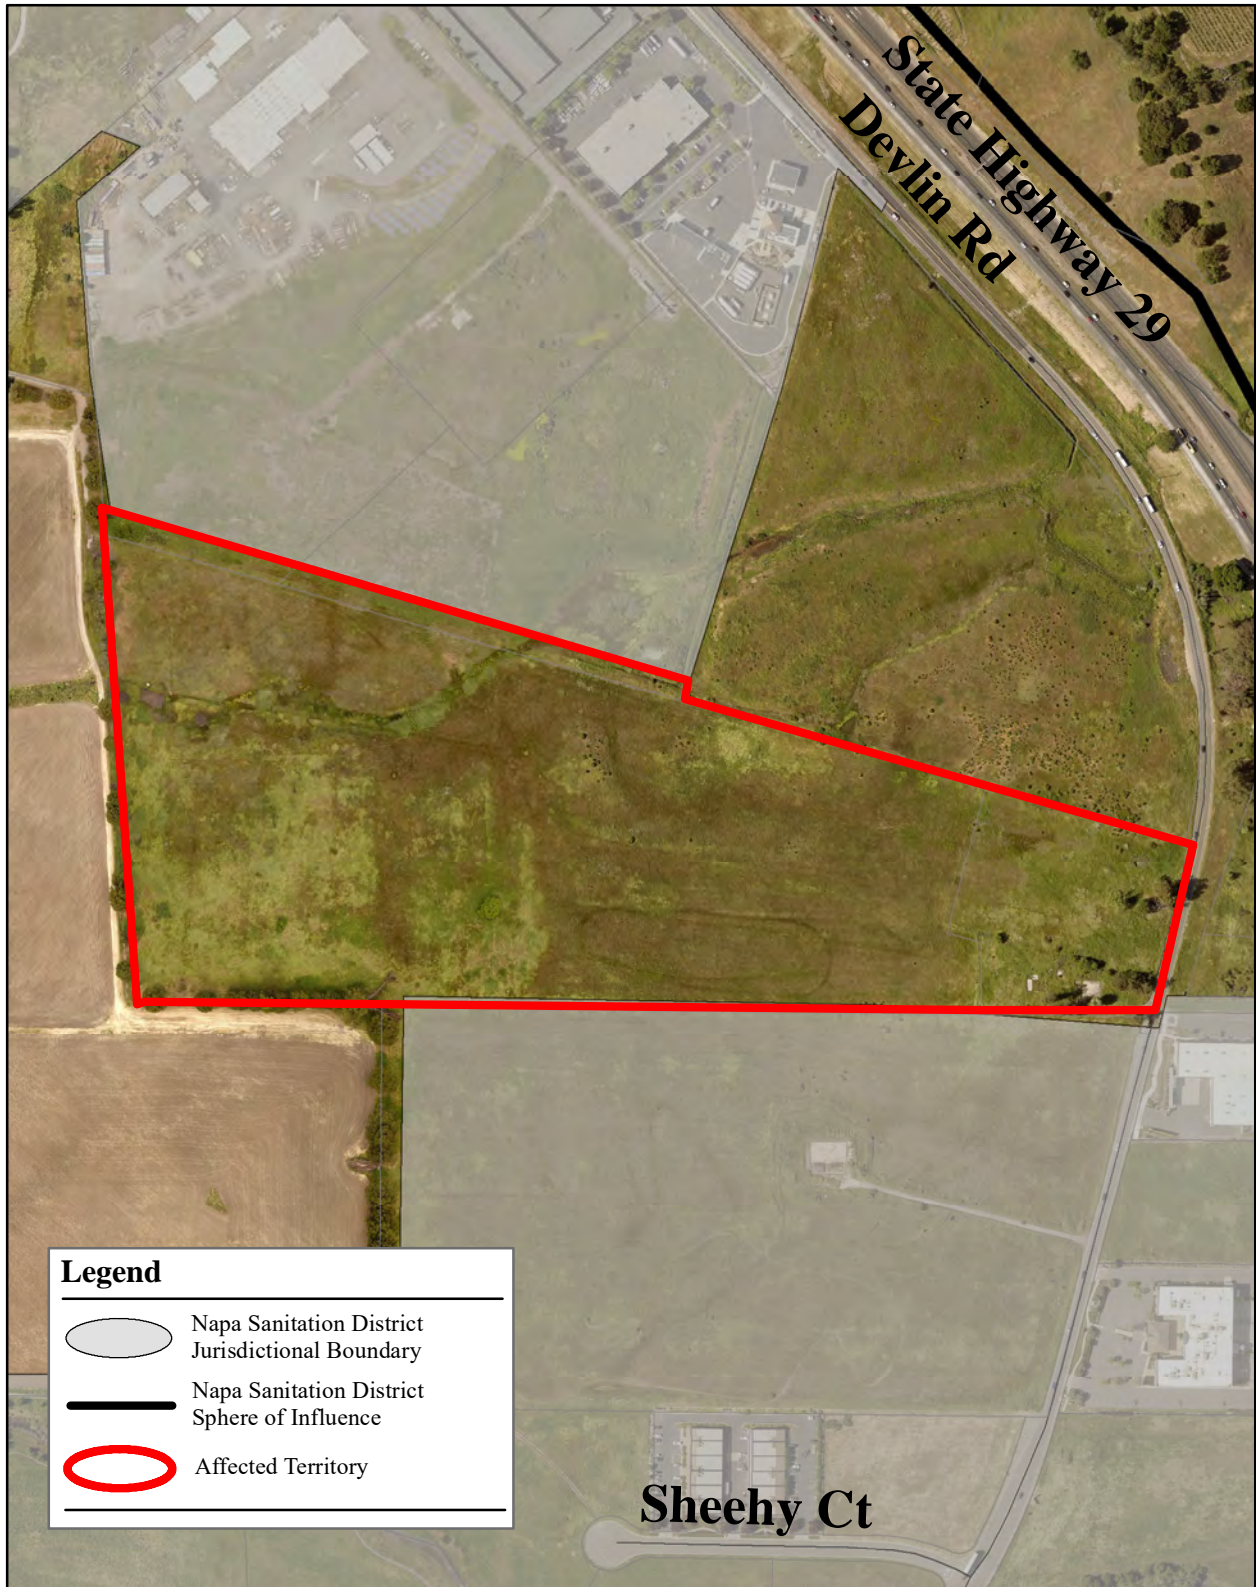 State Highway 29
Devlin Rd
Legend
Napa Sanitation District
Jurisdictional Boundary
Napa Sanitation District
Sphere of Influence
Affected Territory
Sheehy Ct